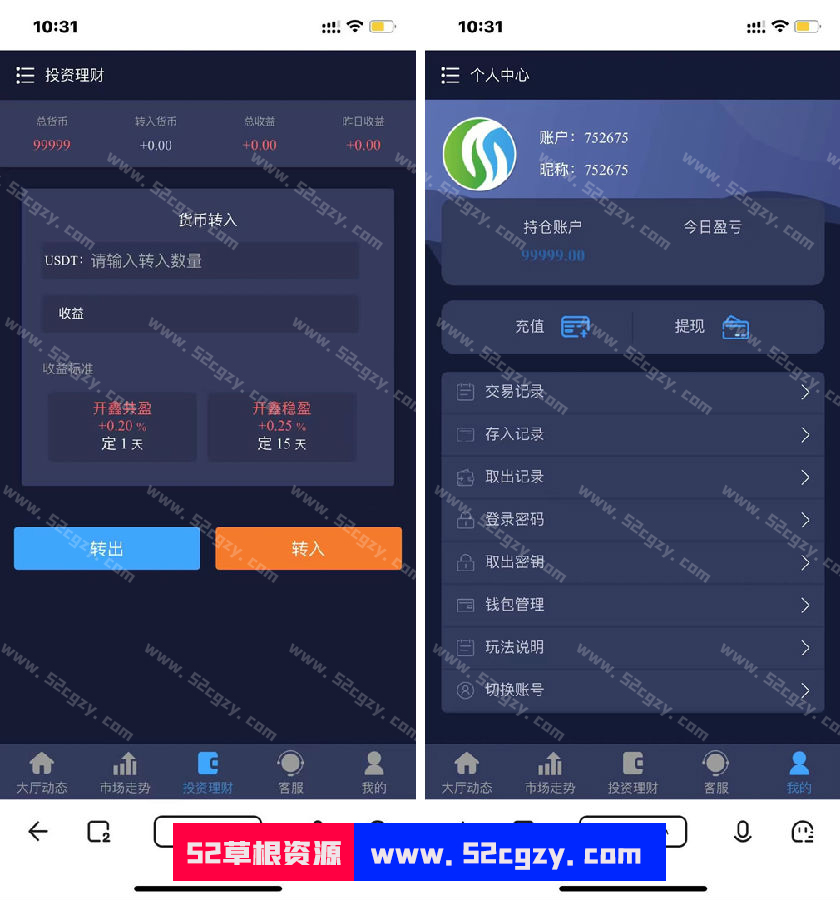 10:31
投资理财
总货币 转入货币 总收益 昨日收益
99999 +0.00 +0.00 +0.00
货币转入
USDT: 请输入转入数量
收益
收益标准
开鑫共盈 开鑫稳盈
+0.20 % +0.25 %
定 1 天 定 15 天
转出 转入
大厅动态 市场走势 投资理财 客服 我的
2
10:31
个人中心
账户: 752675
昵称: 752675
持仓账户 今日盈亏
99999.00
充值 提现
交易记录
存入记录
取出记录
登录密码
取出密钥
钱包管理
玩法说明
切换账号
大厅动态 市场走势 投资理财 客服 我的
www.52cgzy.com
52草根资源 www.52cgzy.com